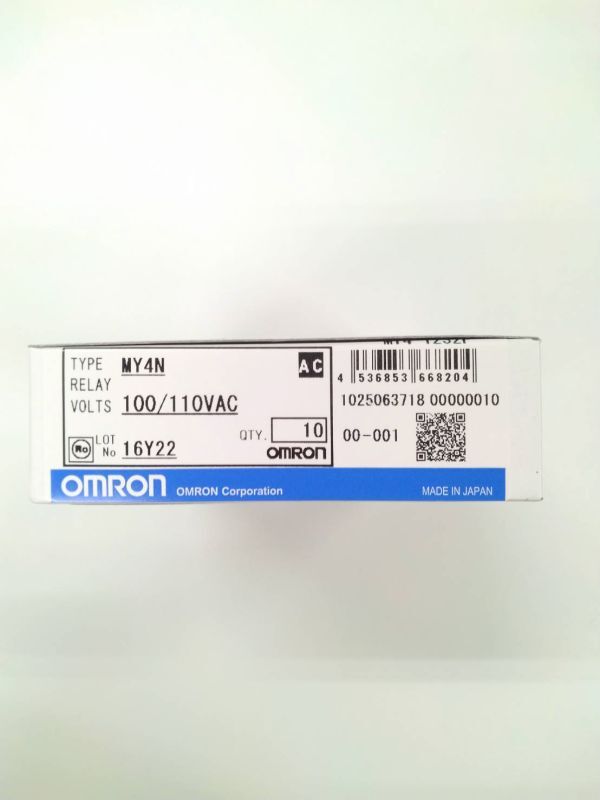 TYPE MY4N AC
RELAY
VOLTS 100/110VAC
LOT No 16Y22
QTY. 10
OMRON
4 536853 668204
1025063718 00000010
00-001
OMRON OMRON Corporation MADE IN JAPAN